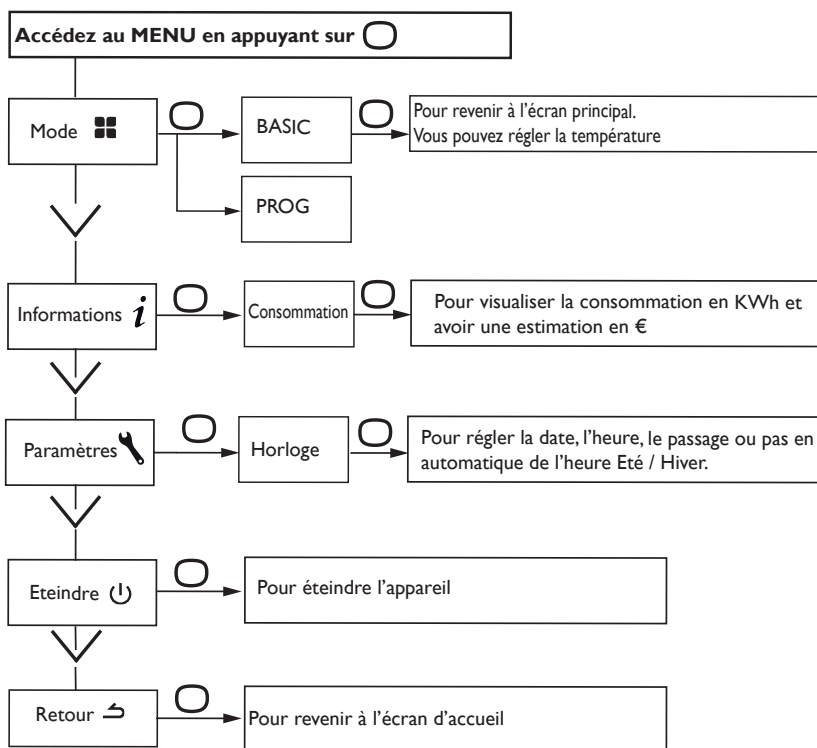 Accédez au MENU en appuyant sur
Mode
BASIC
Pour revenir à l'écran principal.
Vous pouvez régler la température
PROG
Informations i
Consommation
Pour visualiser la consommation en KWh et
avoir une estimation en €
Paramètres
Horloge
Pour régler la date, l'heure, le passage ou pas en
automatique de l'heure Eté / Hiver.
Eteindre
Pour éteindre l'appareil
Retour
Pour revenir à l'écran d'accueil